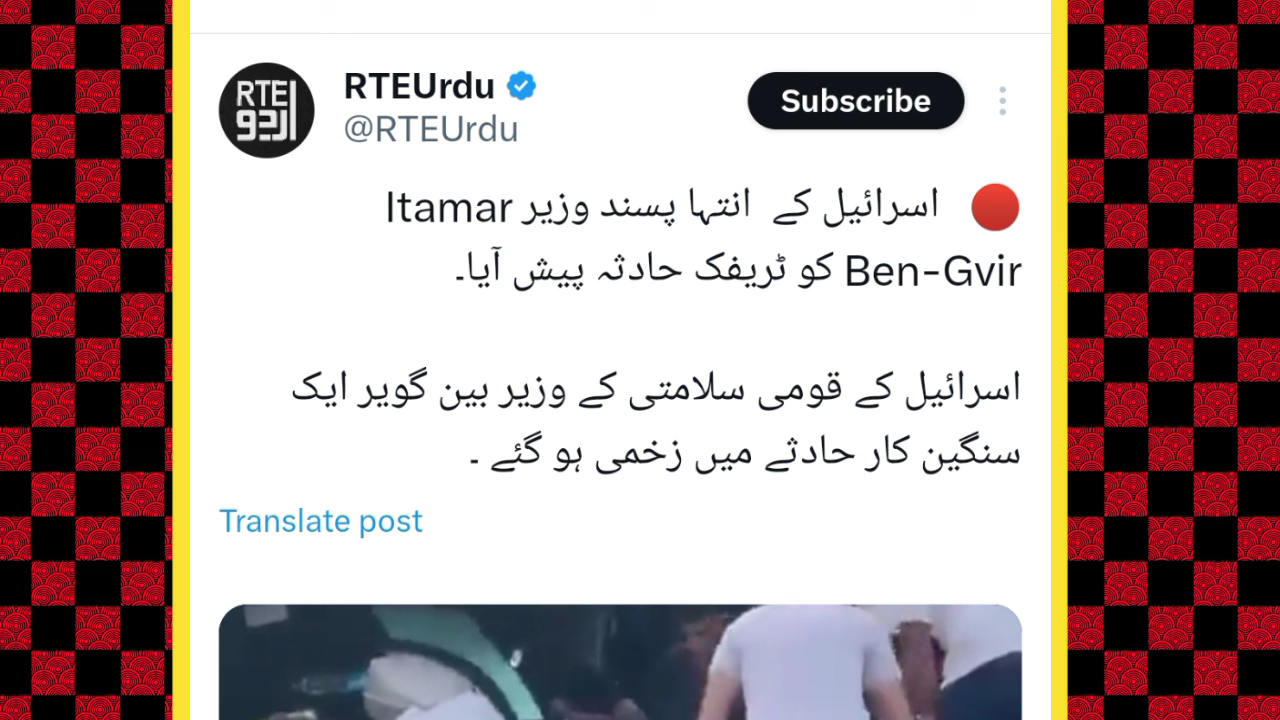 RTE
اردو
RTEUrdu
@RTEUrdu
Subscribe
🔴 اسرائیل کے انتہا پسند وزیر Itamar
Ben-Gvir کو ٹریفک حادثہ پیش آیا۔
اسرائیل کے قومی سلامتی کے وزیر بین گویر ایک
سنگین کار حادثے میں زخمی ہو گئے ۔
Translate post